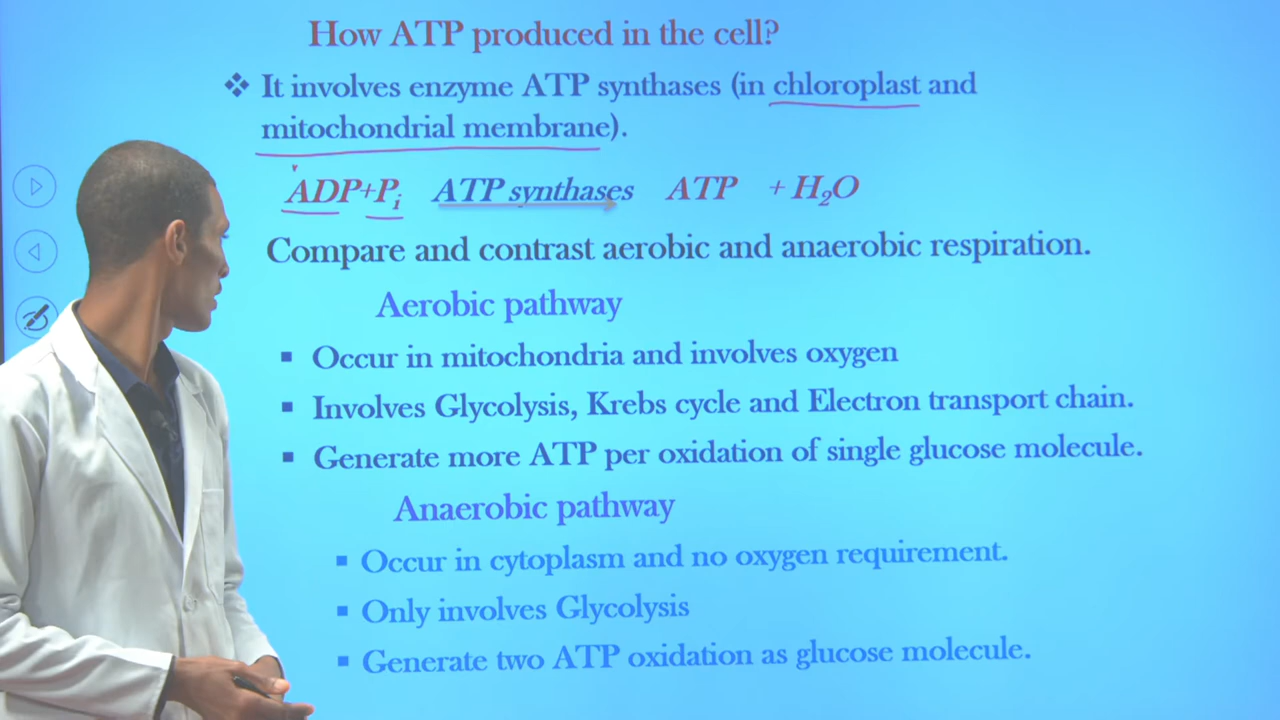 How ATP produced in the cell?
❖ It involves enzyme ATP synthases (in chloroplast and
mitochondrial membrane).
ADP+Pi ATP synthases ATP + H₂O
Compare and contrast aerobic and anaerobic respiration.
Aerobic pathway
▪ Occur in mitochondria and involves oxygen
▪ Involves Glycolysis, Krebs cycle and Electron transport chain.
▪ Generate more ATP per oxidation of single glucose molecule.
Anaerobic pathway
▪ Occur in cytoplasm and no oxygen requirement.
▪ Only involves Glycolysis
▪ Generate two ATP oxidation as glucose molecule.